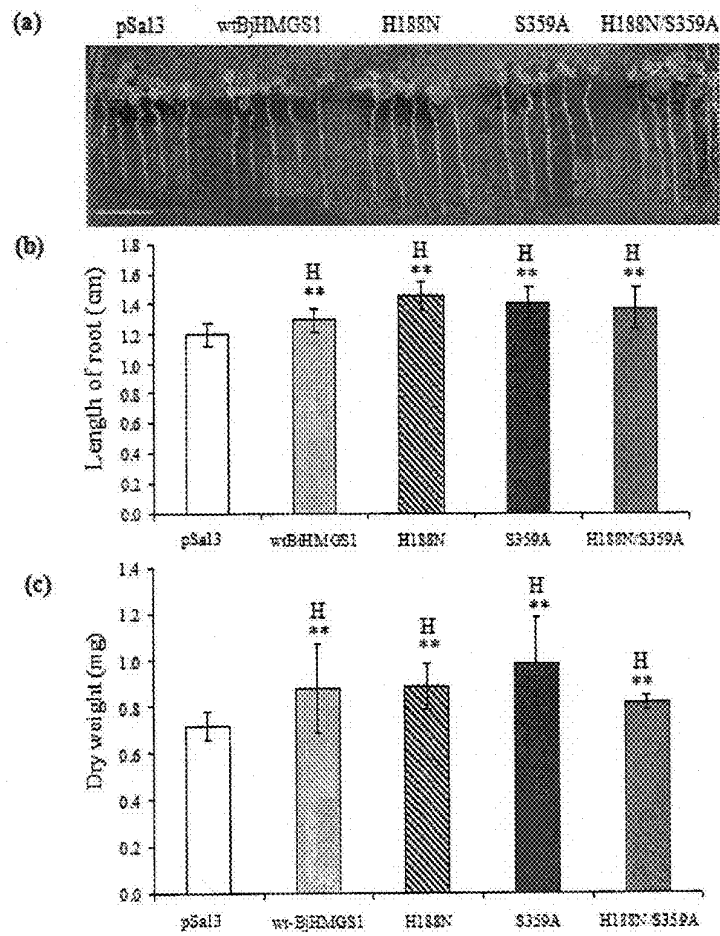 (a) pSa13 wtBjHMGS1 H188N S359A H188N/S359A
(b)
Length of root (cm)
1.8
1.6
1.4
1.2
1.0
0.8
0.6
0.4
0.2
0.0
H H H H
** ** ** **
pSa13 wtBjHMGS1 H188N S359A H188N/S359A
(c)
Dry weight (mg)
1.4
1.2
1.0
0.8
0.6
0.4
0.2
0.0
H H H H
** ** ** **
pSa13 wt-BjHMGS1 H188N S359A H188N/S359A